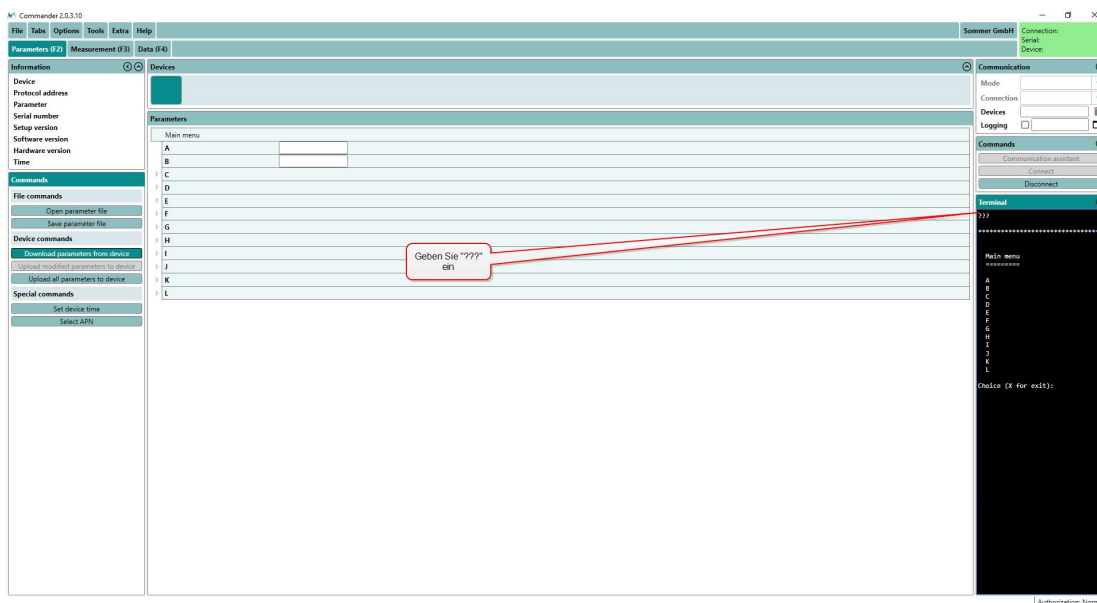 Commander 2.0.3.10
File Tabs Options Tools Extra Help
Sommer GmbH
Connection:
Serial:
Device:
Parameters (F2) Measurement (F3) Data (F4)
Information
Device
Protocol address
Parameter
Serial number
Setup version
Software version
Hardware version
Time
Commands
File commands
Open parameter file
Save parameter file
Device commands
Download parameters from device
Upload modified parameters to device
Upload all parameters to device
Special commands
Set device time
Select APN
Devices
Parameters
Main menu
A
B
C
D
E
F
G
H
I
J
K
L
Geben Sie "???"
ein
Communication
Mode
Connection
Devices
Logging
Commands
Communication assistant
Connect
Disconnect
Terminal
???
*******************************
Main menu
=========
A
B
C
D
E
F
G
H
I
J
K
L
Choice (X for exit):
Authorization: Nor